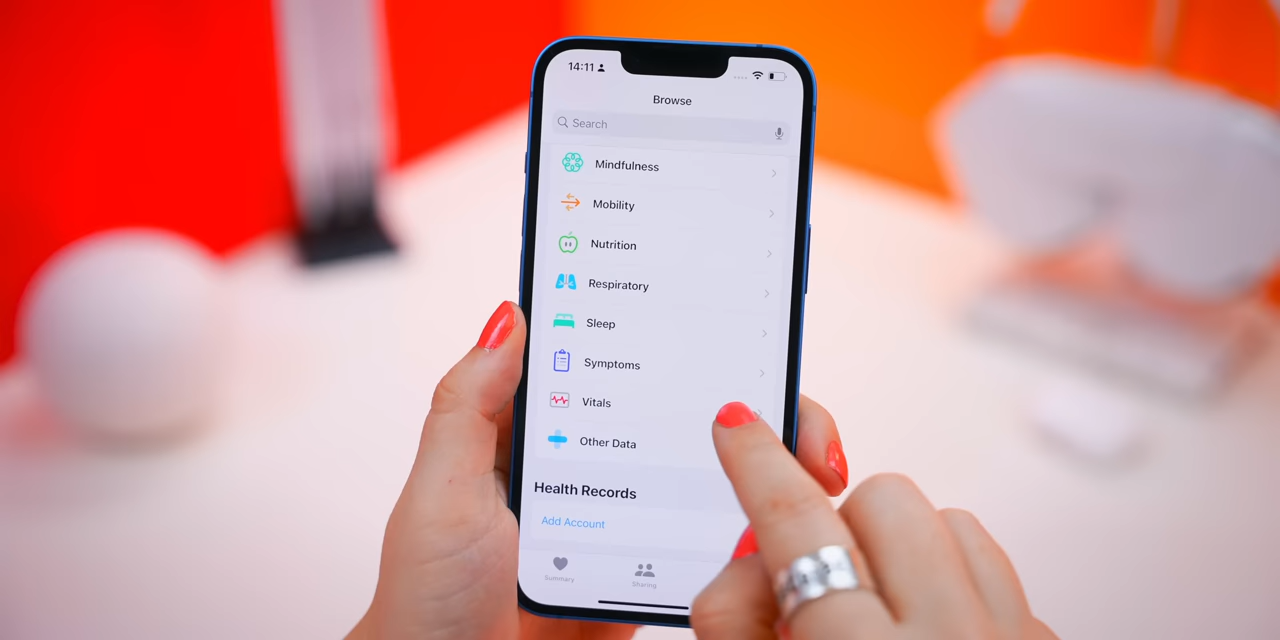 14:11
Browse
Search
Mindfulness
Mobility
Nutrition
Respiratory
Sleep
Symptoms
Vitals
Other Data
Health Records
Add Account
Summary
Sharing